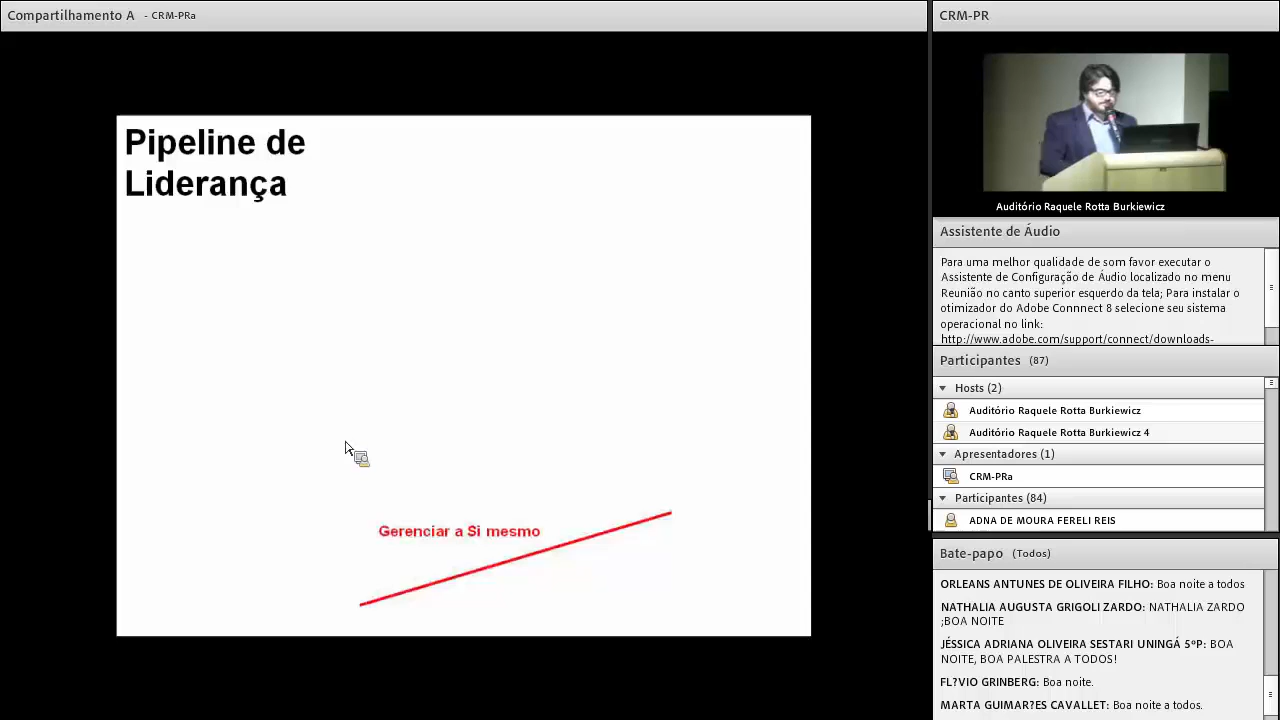 Compartilhamento A - CRM-PRa
Pipeline de
Liderança
Gerenciar a Si mesmo
CRM-PR
Auditório Raquele Rotta Burkiewicz
Assistente de Áudio
Para uma melhor qualidade de som favor executar o
Assistente de Configuração de Áudio localizado no menu
Reunião no canto superior esquerdo da tela; Para instalar o
otimizador do Adobe Connnect 8 selecione seu sistema
operacional no link:
http://www.adobe.com/support/connect/downloads-
Participantes (87)
Hosts (2)
Auditório Raquele Rotta Burkiewicz
Auditório Raquele Rotta Burkiewicz 4
Apresentadores (1)
CRM-PRa
Participantes (84)
ADNA DE MOURA FERELI REIS
Bate-papo (Todos)
ORLEANS ANTUNES DE OLIVEIRA FILHO: Boa noite a todos
NATHALIA AUGUSTA GRIGOLI ZARDO: NATHALIA ZARDO
;BOA NOITE
JÉSSICA ADRIANA OLIVEIRA SESTARI UNINGÁ 5ºP: BOA
NOITE, BOA PALESTRA A TODOS!
FL?VIO GRINBERG: Boa noite.
MARTA GUIMAR?ES CAVALLET: Boa noite a todos.